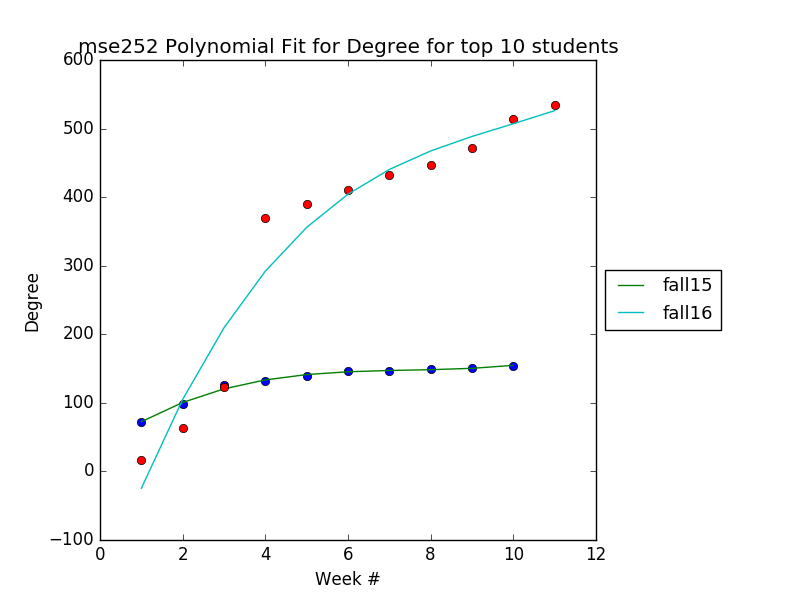 mse252 Polynomial Fit for Degree for top 10 students
600
500
400
300
200
100
0
−100
Degree
0 2 4 6 8 10 12
Week #
fall15
fall16